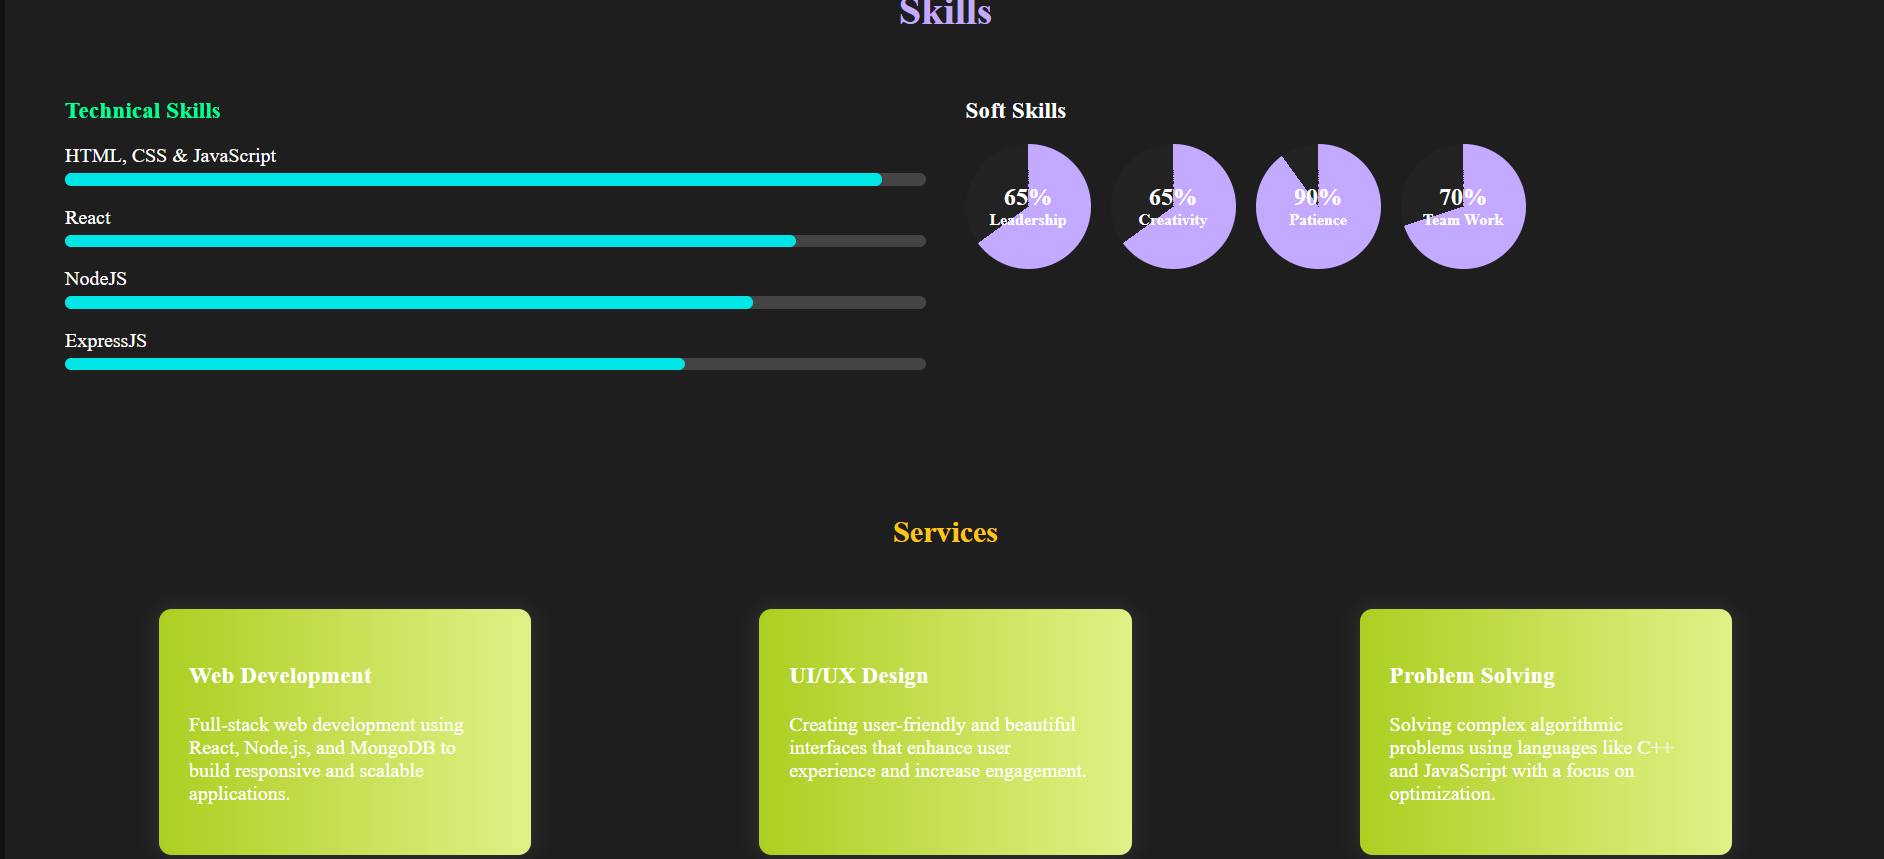 Skills
Technical Skills
HTML, CSS & JavaScript
React
NodeJS
ExpressJS
Soft Skills
65%
Leadership
65%
Creativity
90%
Patience
70%
Team Work
Services
Web Development
Full-stack web development using
React, Node.js, and MongoDB to
build responsive and scalable
applications.
UI/UX Design
Creating user-friendly and beautiful
interfaces that enhance user
experience and increase engagement.
Problem Solving
Solving complex algorithmic
problems using languages like C++
and JavaScript with a focus on
optimization.